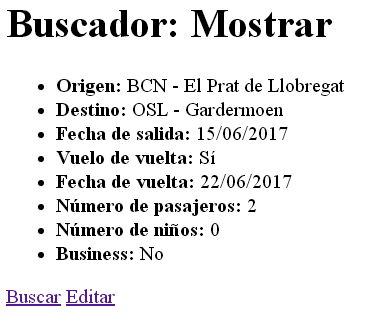 Buscador: Mostrar
Origen: BCN - El Prat de Llobregat
Destino: OSL - Gardermoen
Fecha de salida: 15/06/2017
Vuelo de vuelta: Sí
Fecha de vuelta: 22/06/2017
Número de pasajeros: 2
Número de niños: 0
Business: No
Buscar Editar